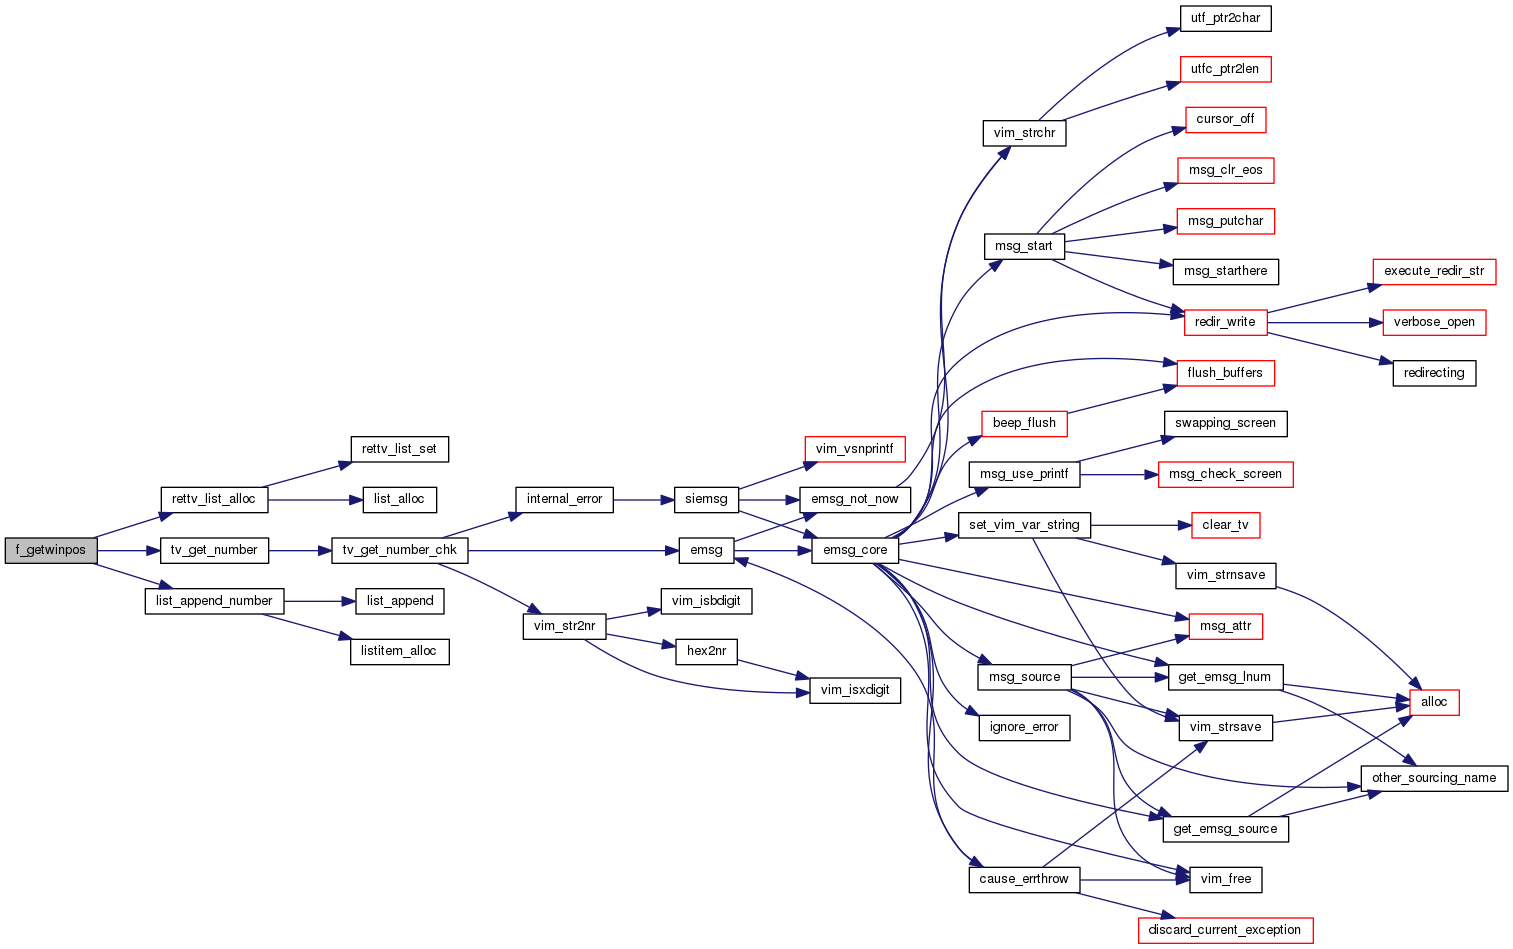 utf_ptr2char
utfc_ptr2len
cursor_off
vim_strchr
msg_clr_eos
msg_putchar
msg_start
msg_starthere
execute_redir_str
redir_write
verbose_open
redirecting
flush_buffers
beep_flush
swapping_screen
rettv_list_set
vim_vsnprintf
msg_use_printf
msg_check_screen
rettv_list_alloc
list_alloc
internal_error
siemsg
emsg_not_now
set_vim_var_string
clear_tv
f_getwinpos
tv_get_number
tv_get_number_chk
emsg
emsg_core
vim_strnsave
list_append_number
list_append
vim_isbdigit
vim_str2nr
msg_attr
listitem_alloc
hex2nr
msg_source
get_emsg_lnum
vim_isxdigit
alloc
ignore_error
vim_strsave
other_sourcing_name
get_emsg_source
cause_errthrow
vim_free
discard_current_exception